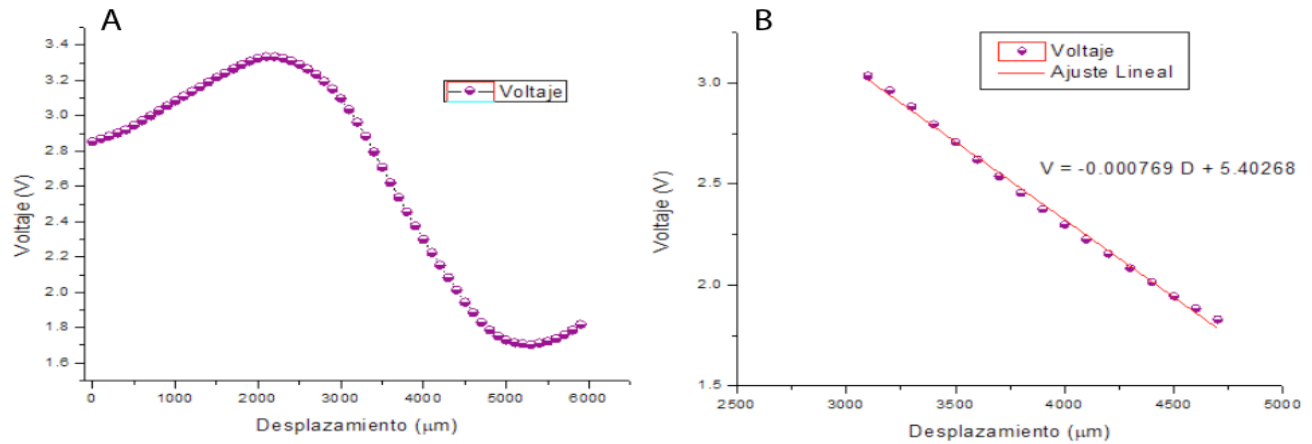 A
Voltaje (V)
3.4
3.2
3.0
2.8
2.6
2.4
2.2
2.0
1.8
1.6
Voltaje
0 1000 2000 3000 4000 5000 6000
Desplazamiento (μm)
B
Voltaje (V)
3.0
2.5
2.0
1.5
Voltaje
Ajuste Lineal
V = -0.000769 D + 5.40268
2500 3000 3500 4000 4500 5000
Desplazamiento (μm)